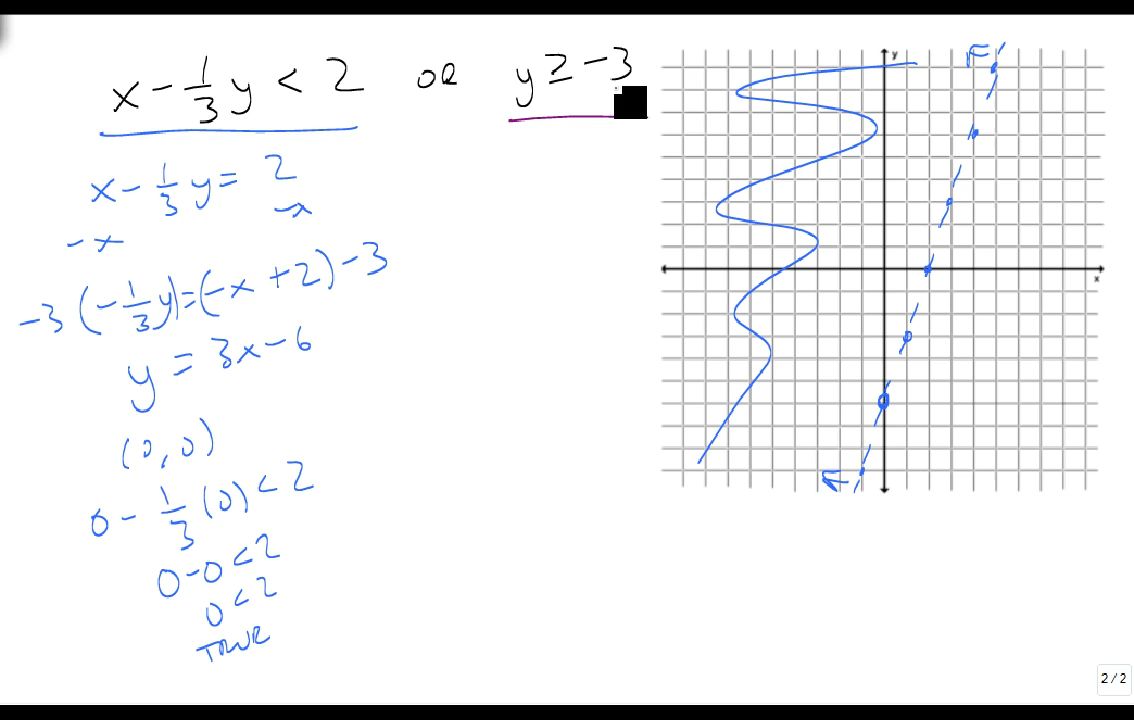 x - 1/3 y < 2 OR y ≥ -3
x - 1/3 y = 2
-x -x
-3(-1/3 y) = (-x + 2) -3
y = 3x - 6
(0, 0)
0 - 1/3 (0) < 2
0 - 0 < 2
0 < 2
TRUE
y
x
2 / 2